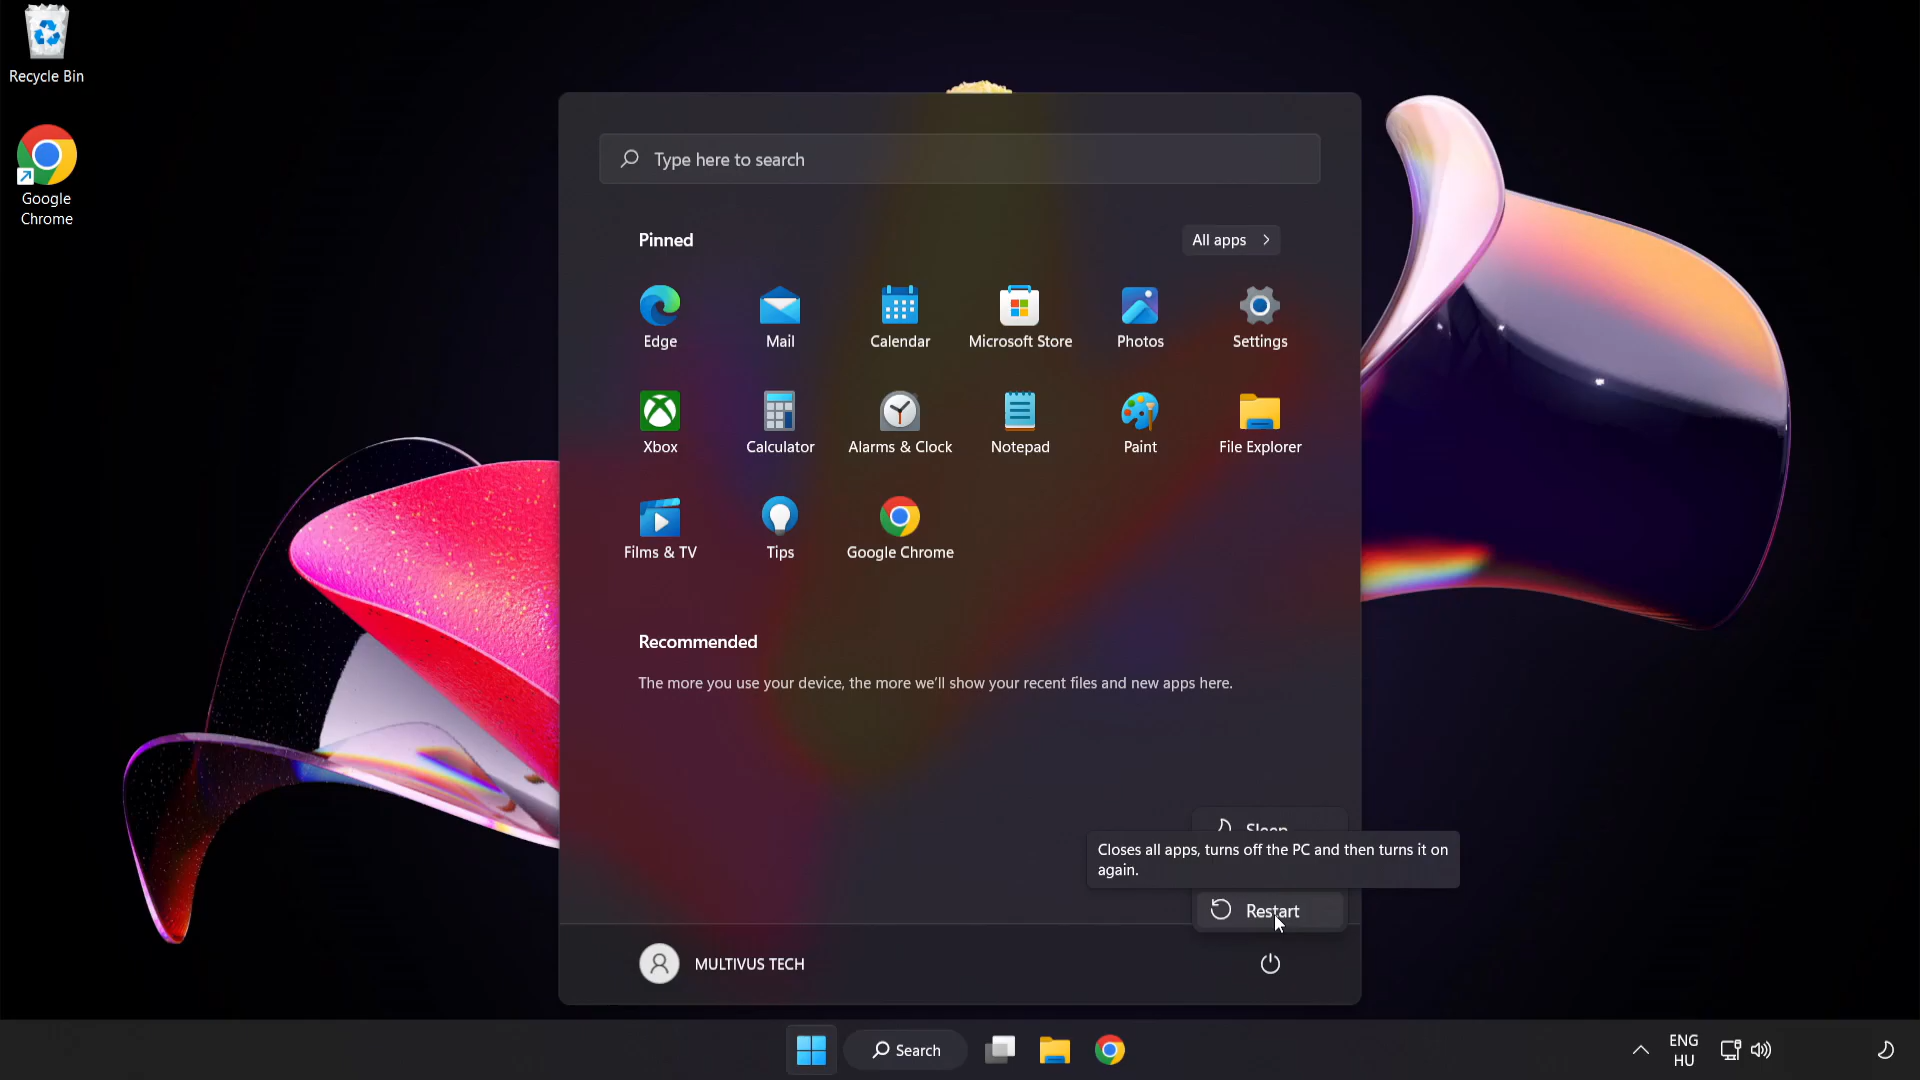 Recycle Bin
Google
Chrome
Type here to search
Pinned
All apps
Edge
Mail
Calendar
Microsoft Store
Photos
Settings
Xbox
Calculator
Alarms & Clock
Notepad
Paint
File Explorer
Films & TV
Tips
Google Chrome
Recommended
The more you use your device, the more we'll show your recent files and new apps here.
Sleep
Closes all apps, turns off the PC and then turns it on
again.
Restart
MULTIVUS TECH
Search
ENG
HU